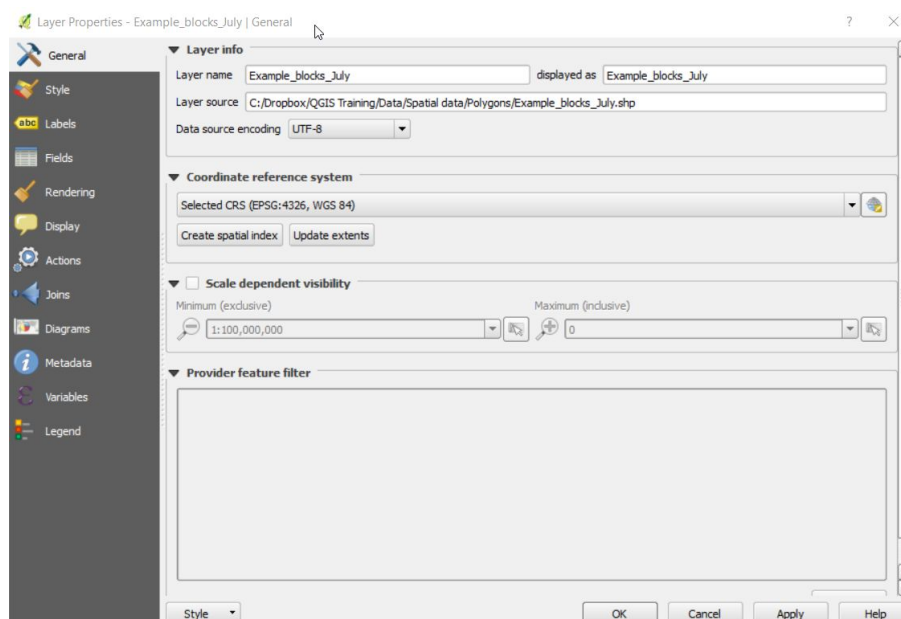 Layer Properties - Example_blocks_July | General
?
General
Style
abc Labels
Fields
Rendering
Display
Actions
Joins
Diagrams
Metadata
Variables
Legend
Layer info
Layer name Example_blocks_July displayed as Example_blocks_July
Layer source C:/Dropbox/QGIS Training/Data/Spatial data/Polygons/Example_blocks_July.shp
Data source encoding UTF-8
Coordinate reference system
Selected CRS (EPSG:4326, WGS 84)
Create spatial index Update extents
Scale dependent visibility
Minimum (exclusive) Maximum (inclusive)
1:100,000,000 0
Provider feature filter
Style OK Cancel Apply Help